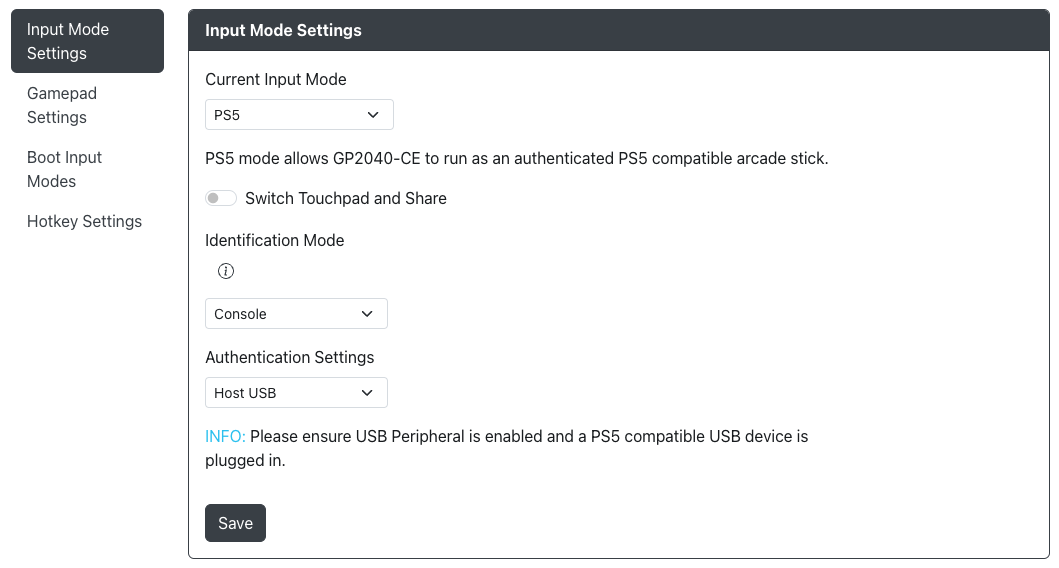 Input Mode
Settings
Gamepad
Settings
Boot Input
Modes
Hotkey Settings
Input Mode Settings
Current Input Mode
PS5
PS5 mode allows GP2040-CE to run as an authenticated PS5 compatible arcade stick.
Switch Touchpad and Share
Identification Mode
i
Console
Authentication Settings
Host USB
INFO: Please ensure USB Peripheral is enabled and a PS5 compatible USB device is
plugged in.
Save